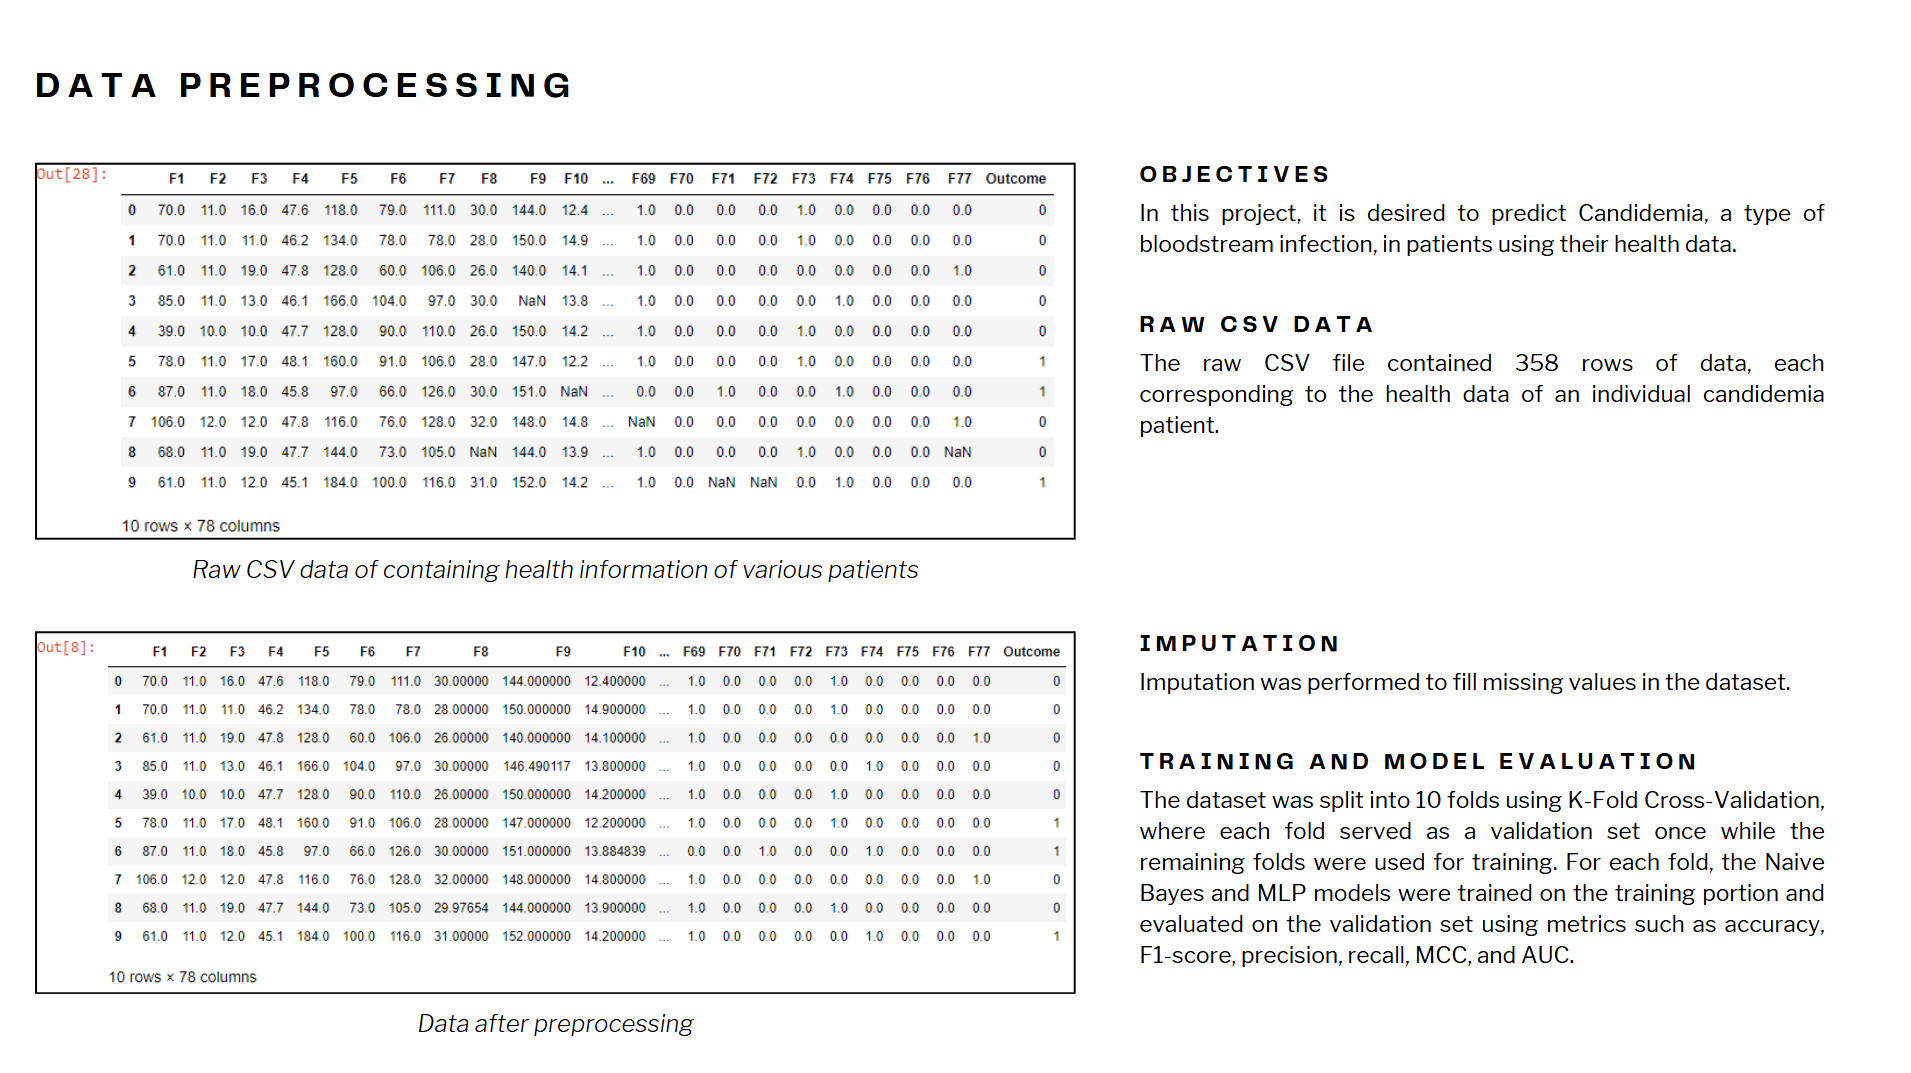 DATA PREPROCESSING
Out[28]:
F1 F2 F3 F4 F5 F6 F7 F8 F9 F10 ... F69 F70 F71 F72 F73 F74 F75 F76 F77 Outcome
0 70.0 11.0 16.0 47.6 118.0 79.0 111.0 30.0 144.0 12.4 ... 1.0 0.0 0.0 0.0 1.0 0.0 0.0 0.0 0.0 0
1 70.0 11.0 11.0 46.2 134.0 78.0 78.0 28.0 150.0 14.9 ... 1.0 0.0 0.0 0.0 1.0 0.0 0.0 0.0 0.0 0
2 61.0 11.0 19.0 47.8 128.0 60.0 106.0 26.0 140.0 14.1 ... 1.0 0.0 0.0 0.0 0.0 0.0 0.0 0.0 1.0 0
3 85.0 11.0 13.0 46.1 166.0 104.0 97.0 30.0 NaN 13.8 ... 1.0 0.0 0.0 0.0 0.0 1.0 0.0 0.0 0.0 0
4 39.0 10.0 10.0 47.7 128.0 90.0 110.0 26.0 150.0 14.2 ... 1.0 0.0 0.0 0.0 1.0 0.0 0.0 0.0 0.0 0
5 78.0 11.0 17.0 48.1 160.0 91.0 106.0 28.0 147.0 12.2 ... 1.0 0.0 0.0 0.0 1.0 0.0 0.0 0.0 0.0 1
6 87.0 11.0 18.0 45.8 97.0 66.0 126.0 30.0 151.0 NaN ... 0.0 0.0 1.0 0.0 0.0 1.0 0.0 0.0 0.0 1
7 106.0 12.0 12.0 47.8 116.0 76.0 128.0 32.0 148.0 14.8 ... NaN 0.0 0.0 0.0 0.0 0.0 0.0 0.0 1.0 0
8 68.0 11.0 19.0 47.7 144.0 73.0 105.0 NaN 144.0 13.9 ... 1.0 0.0 0.0 0.0 1.0 0.0 0.0 0.0 NaN 0
9 61.0 11.0 12.0 45.1 184.0 100.0 116.0 31.0 152.0 14.2 ... 1.0 0.0 NaN NaN 0.0 1.0 0.0 0.0 0.0 1
10 rows × 78 columns
Raw CSV data of containing health information of various patients
OBJECTIVES
In this project, it is desired to predict Candidemia, a type of
bloodstream infection, in patients using their health data.
RAW CSV DATA
The raw CSV file contained 358 rows of data, each
corresponding to the health data of an individual candidemia
patient.
Out[8]:
F1 F2 F3 F4 F5 F6 F7 F8 F9 F10 ... F69 F70 F71 F72 F73 F74 F75 F76 F77 Outcome
0 70.0 11.0 16.0 47.6 118.0 79.0 111.0 30.00000 144.000000 12.400000 ... 1.0 0.0 0.0 0.0 1.0 0.0 0.0 0.0 0.0 0
1 70.0 11.0 11.0 46.2 134.0 78.0 78.0 28.00000 150.000000 14.900000 ... 1.0 0.0 0.0 0.0 1.0 0.0 0.0 0.0 0.0 0
2 61.0 11.0 19.0 47.8 128.0 60.0 106.0 26.00000 140.000000 14.100000 ... 1.0 0.0 0.0 0.0 0.0 0.0 0.0 0.0 1.0 0
3 85.0 11.0 13.0 46.1 166.0 104.0 97.0 30.00000 146.490117 13.800000 ... 1.0 0.0 0.0 0.0 0.0 1.0 0.0 0.0 0.0 0
4 39.0 10.0 10.0 47.7 128.0 90.0 110.0 26.00000 150.000000 14.200000 ... 1.0 0.0 0.0 0.0 1.0 0.0 0.0 0.0 0.0 0
5 78.0 11.0 17.0 48.1 160.0 91.0 106.0 28.00000 147.000000 12.200000 ... 1.0 0.0 0.0 0.0 1.0 0.0 0.0 0.0 0.0 1
6 87.0 11.0 18.0 45.8 97.0 66.0 126.0 30.00000 151.000000 13.884839 ... 0.0 0.0 1.0 0.0 0.0 1.0 0.0 0.0 0.0 1
7 106.0 12.0 12.0 47.8 116.0 76.0 128.0 32.00000 148.000000 14.800000 ... 1.0 0.0 0.0 0.0 0.0 0.0 0.0 0.0 1.0 0
8 68.0 11.0 19.0 47.7 144.0 73.0 105.0 29.97654 144.000000 13.900000 ... 1.0 0.0 0.0 0.0 1.0 0.0 0.0 0.0 0.0 0
9 61.0 11.0 12.0 45.1 184.0 100.0 116.0 31.00000 152.000000 14.200000 ... 1.0 0.0 0.0 0.0 0.0 1.0 0.0 0.0 0.0 1
10 rows × 78 columns
Data after preprocessing
IMPUTATION
Imputation was performed to fill missing values in the dataset.
TRAINING AND MODEL EVALUATION
The dataset was split into 10 folds using K-Fold Cross-Validation,
where each fold served as a validation set once while the
remaining folds were used for training. For each fold, the Naive
Bayes and MLP models were trained on the training portion and
evaluated on the validation set using metrics such as accuracy,
F1-score, precision, recall, MCC, and AUC.